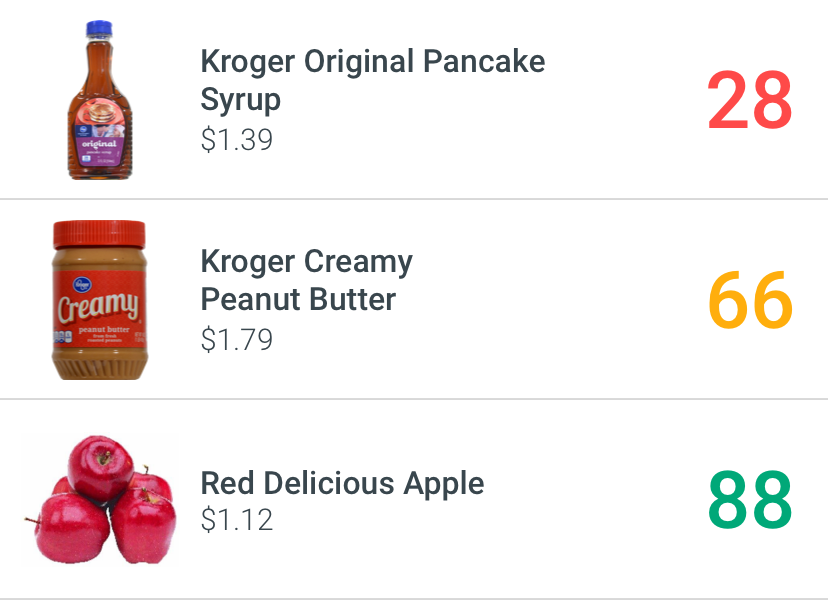 Kroger Original Pancake
Syrup
$1.39
28
original
Kroger Creamy
Peanut Butter
$1.79
66
Kroger
Creamy
peanut butter
Red Delicious Apple
$1.12
88